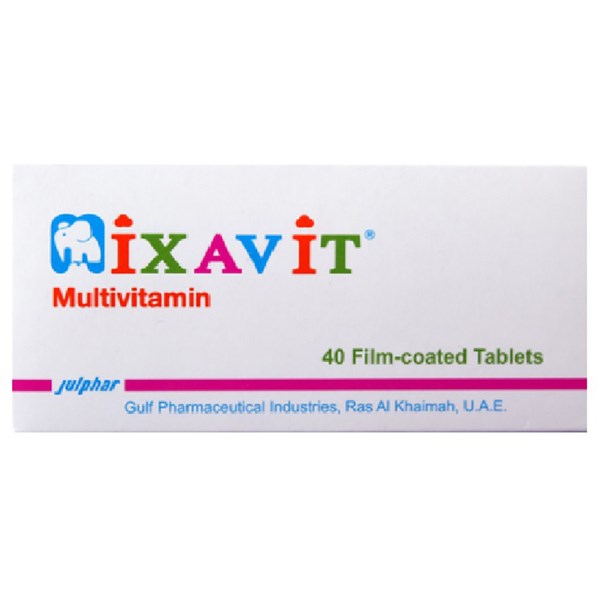 MIXAVIT®
Multivitamin
40 Film-coated Tablets
julphar
Gulf Pharmaceutical Industries, Ras Al Khaimah, U.A.E.